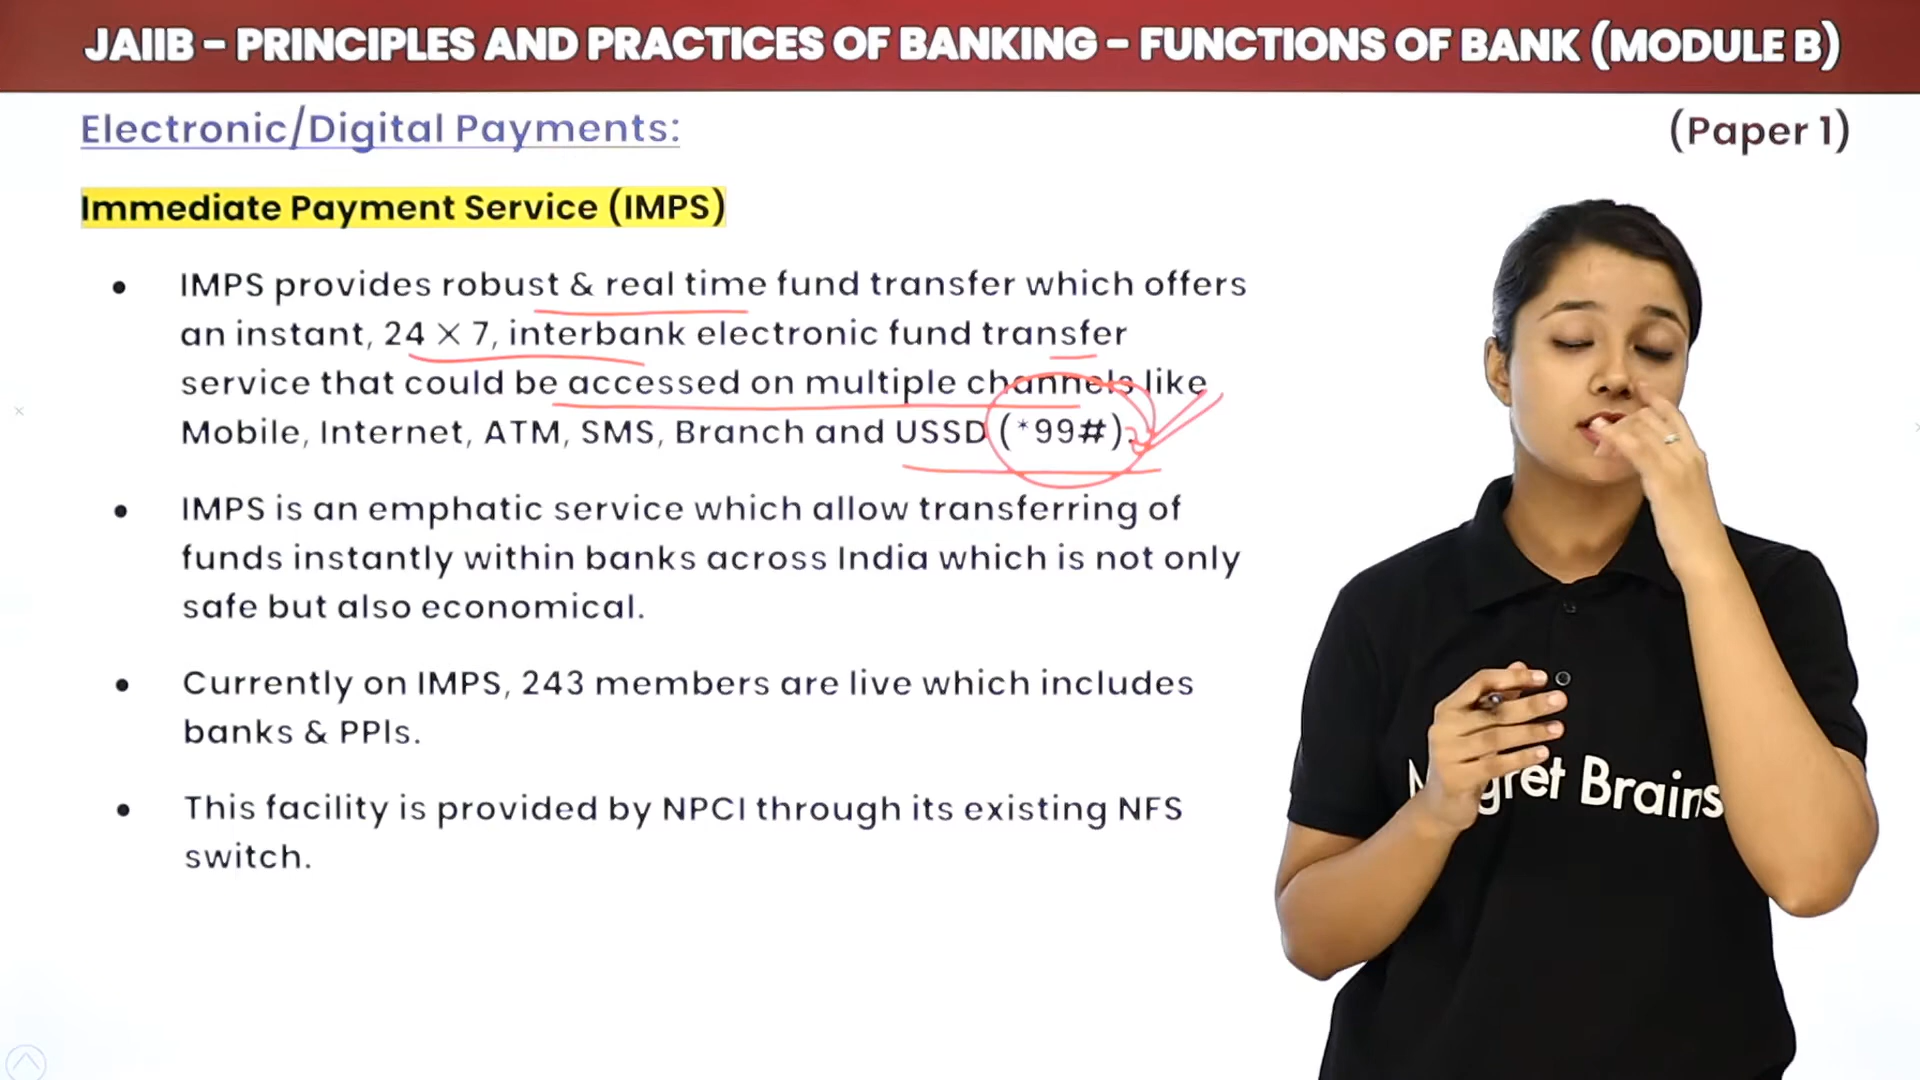 JAIIB – PRINCIPLES AND PRACTICES OF BANKING – FUNCTIONS OF BANK (MODULE B)
Electronic/Digital Payments:
(Paper 1)
Immediate Payment Service (IMPS)
• IMPS provides robust & real time fund transfer which offers
an instant, 24 × 7, interbank electronic fund transfer
service that could be accessed on multiple channels like
Mobile, Internet, ATM, SMS, Branch and USSD (*99#).
• IMPS is an emphatic service which allow transferring of
funds instantly within banks across India which is not only
safe but also economical.
• Currently on IMPS, 243 members are live which includes
banks & PPIs.
• This facility is provided by NPCI through its existing NFS
switch.
Brains